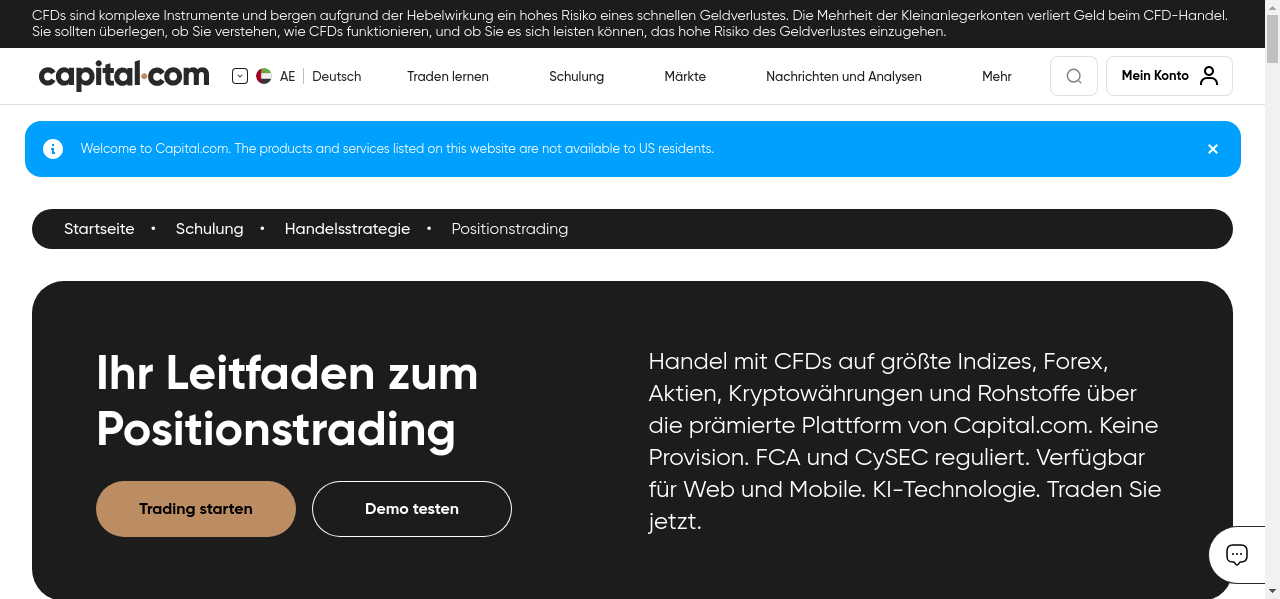 CFDs sind komplexe Instrumente und bergen aufgrund der Hebelwirkung ein hohes Risiko eines schnellen Geldverlustes. Die Mehrheit der Kleinanlegerkonten verliert Geld beim CFD-Handel.
Sie sollten überlegen, ob Sie verstehen, wie CFDs funktionieren, und ob Sie es sich leisten können, das hohe Risiko des Geldverlustes einzugehen.
capital.com AE Deutsch Traden lernen Schulung Märkte Nachrichten und Analysen Mehr Mein Konto
Welcome to Capital.com. The products and services listed on this website are not available to US residents.
Startseite • Schulung • Handelsstrategie • Positionstrading
Ihr Leitfaden zum
Positionstrading
Trading starten Demo testen
Handel mit CFDs auf größte Indizes, Forex,
Aktien, Kryptowährungen und Rohstoffe über
die prämierte Plattform von Capital.com. Keine
Provision. FCA und CySEC reguliert. Verfügbar
für Web und Mobile. KI-Technologie. Traden Sie
jetzt.